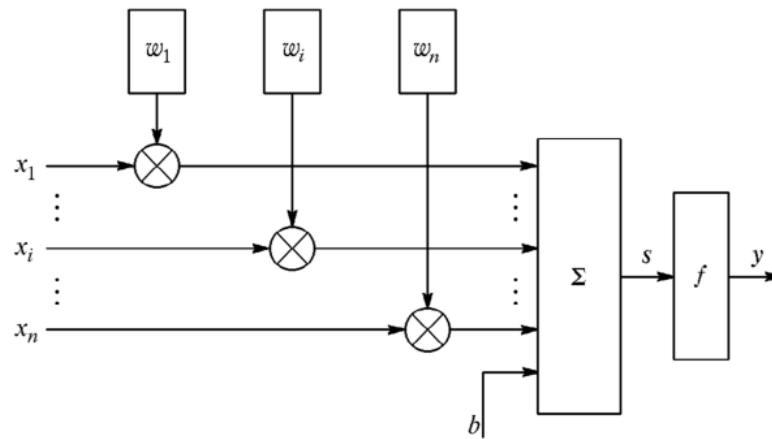 w₁ wᵢ wₙ
x₁
⋮ ⋮
xᵢ Σ s f y
⋮ ⋮
xₙ
b